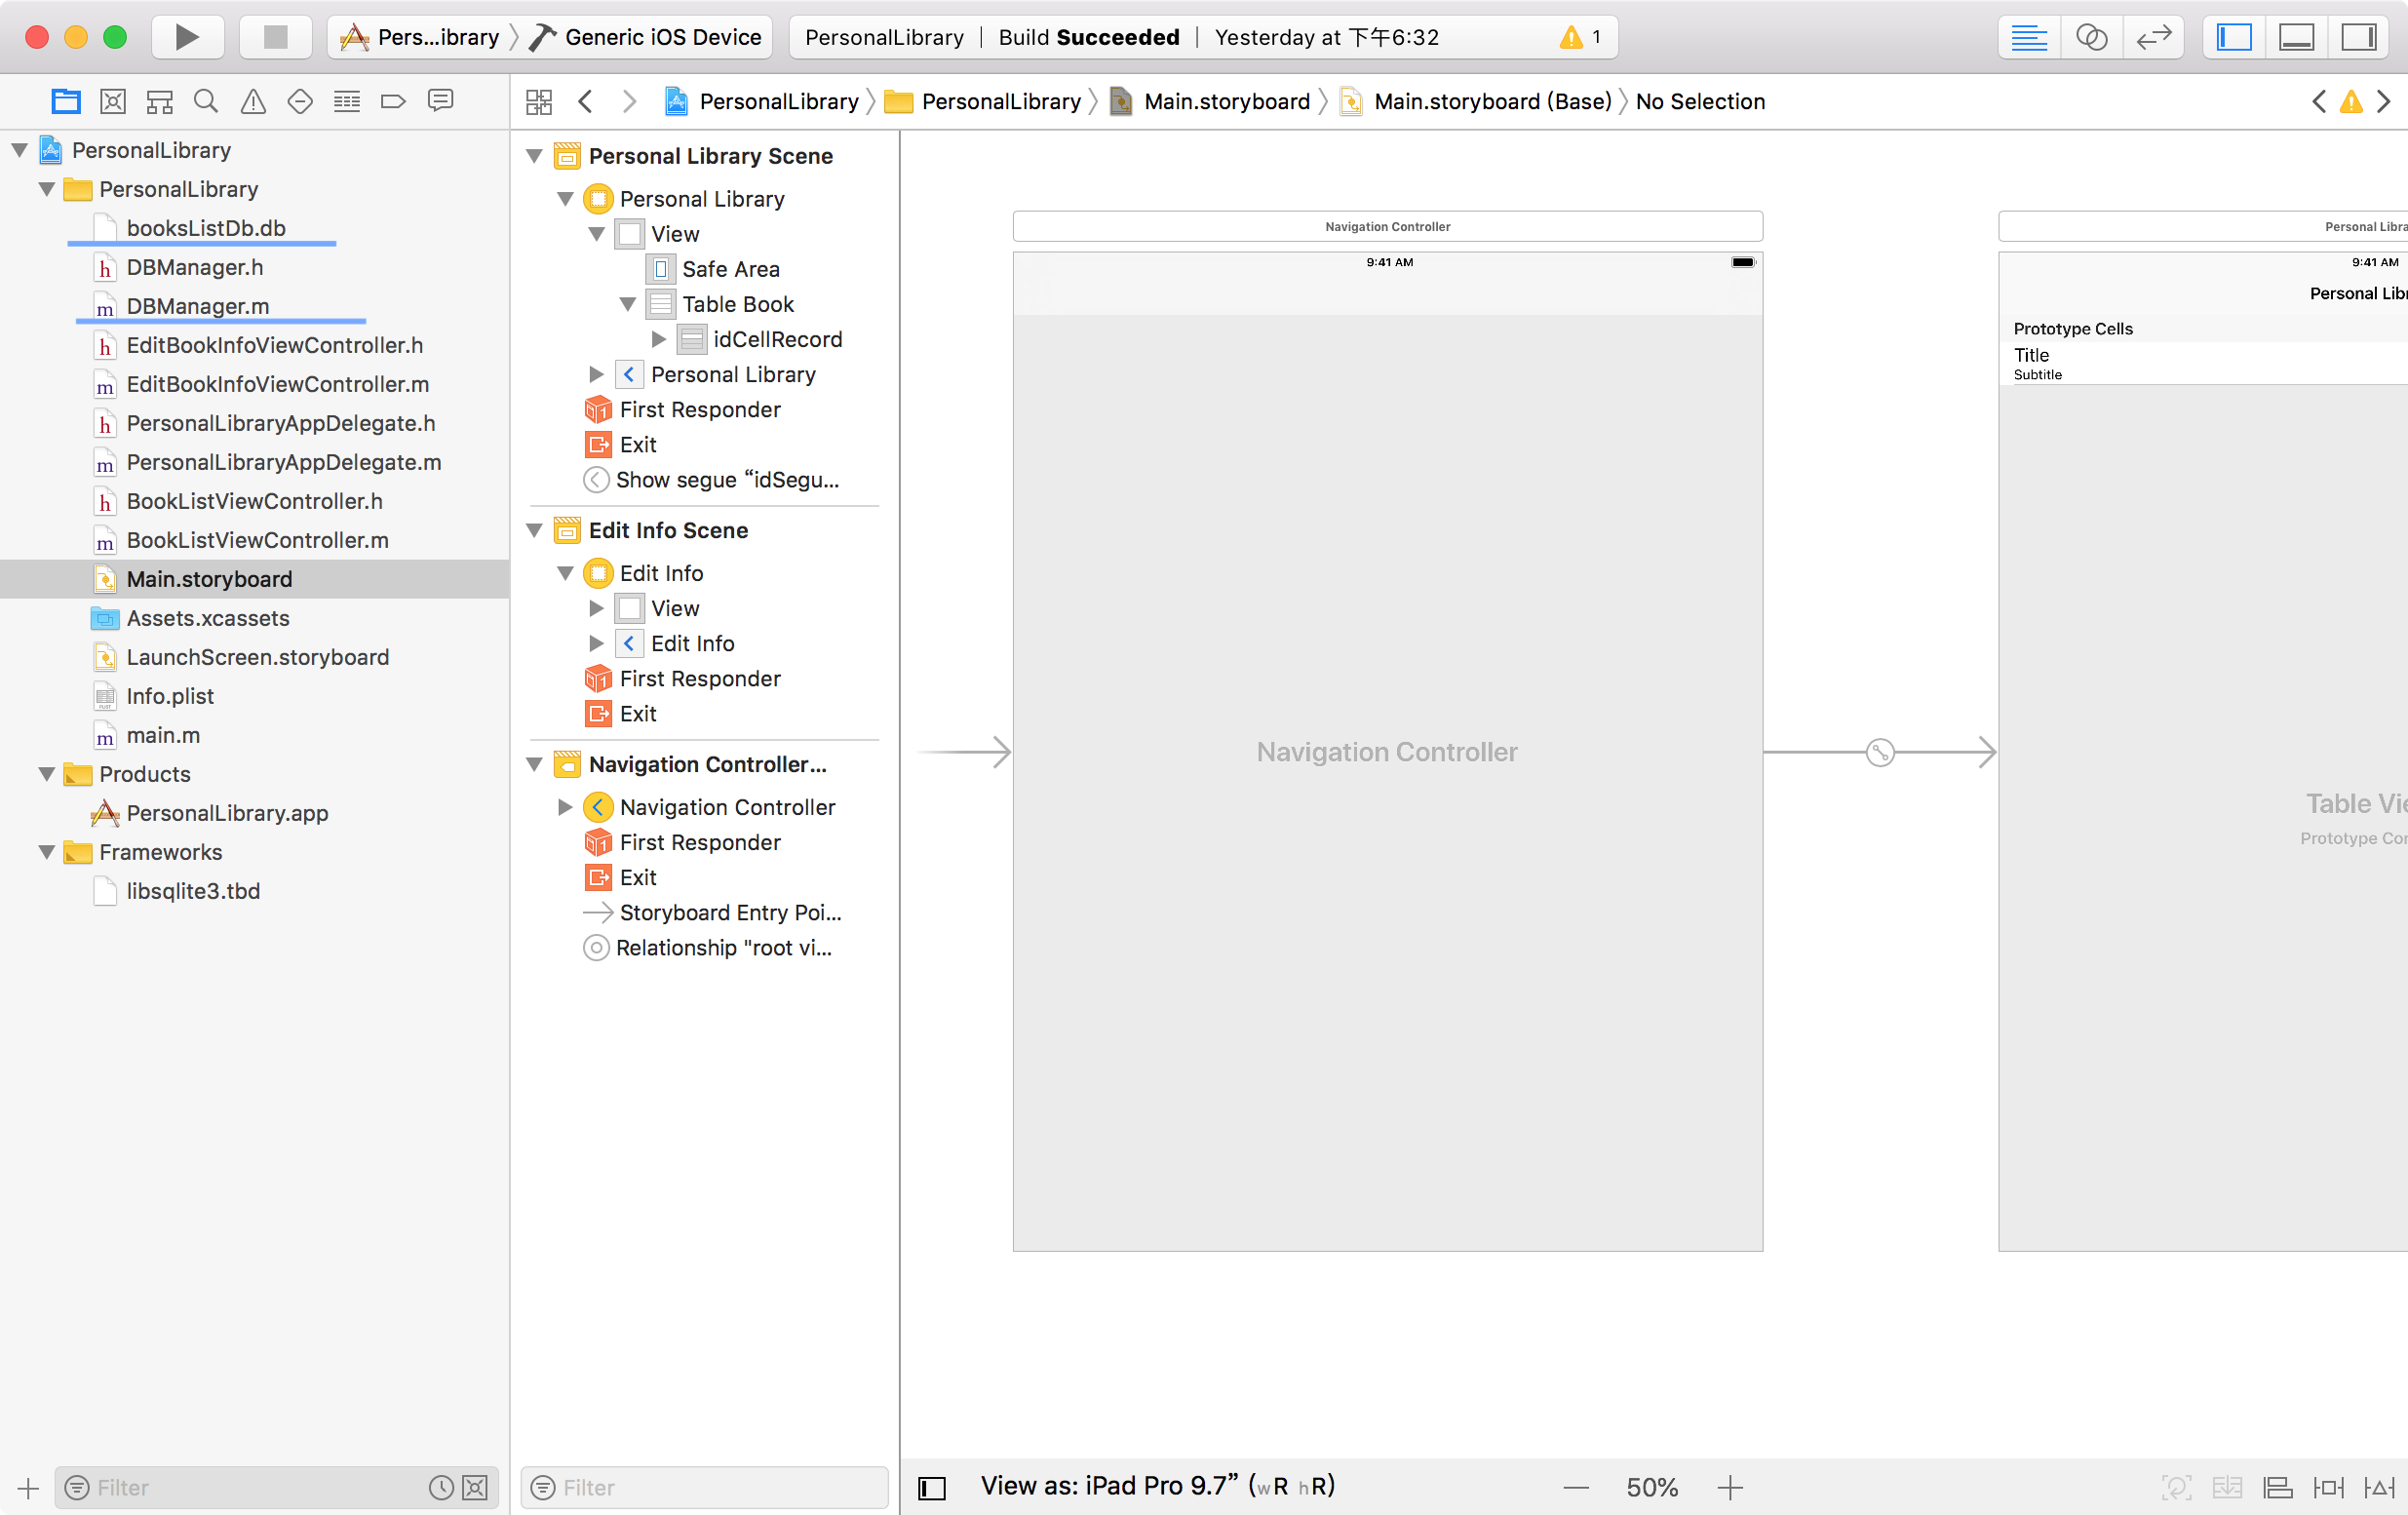 Pers...ibrary
Generic iOS Device
PersonalLibrary | Build Succeeded | Yesterday at 下午6:32
1
PersonalLibrary
PersonalLibrary
Main.storyboard
Main.storyboard (Base)
No Selection
PersonalLibrary
PersonalLibrary
booksListDb.db
DBManager.h
DBManager.m
EditBookInfoViewController.h
EditBookInfoViewController.m
PersonalLibraryAppDelegate.h
PersonalLibraryAppDelegate.m
BookListViewController.h
BookListViewController.m
Main.storyboard
Assets.xcassets
LaunchScreen.storyboard
Info.plist
main.m
Products
PersonalLibrary.app
Frameworks
libsqlite3.tbd
Filter
Personal Library Scene
Personal Library
View
Safe Area
Table Book
idCellRecord
Personal Library
First Responder
Exit
Show segue “idSegu...
Edit Info Scene
Edit Info
View
Edit Info
First Responder
Exit
Navigation Controller...
Navigation Controller
First Responder
Exit
Storyboard Entry Poi...
Relationship "root vi...
Filter
Navigation Controller
9:41 AM
Navigation Controller
Personal Libra
9:41 AM
Personal Libr
Prototype Cells
Title
Subtitle
Table Vie
Prototype Con
View as: iPad Pro 9.7” (wR hR)
50%